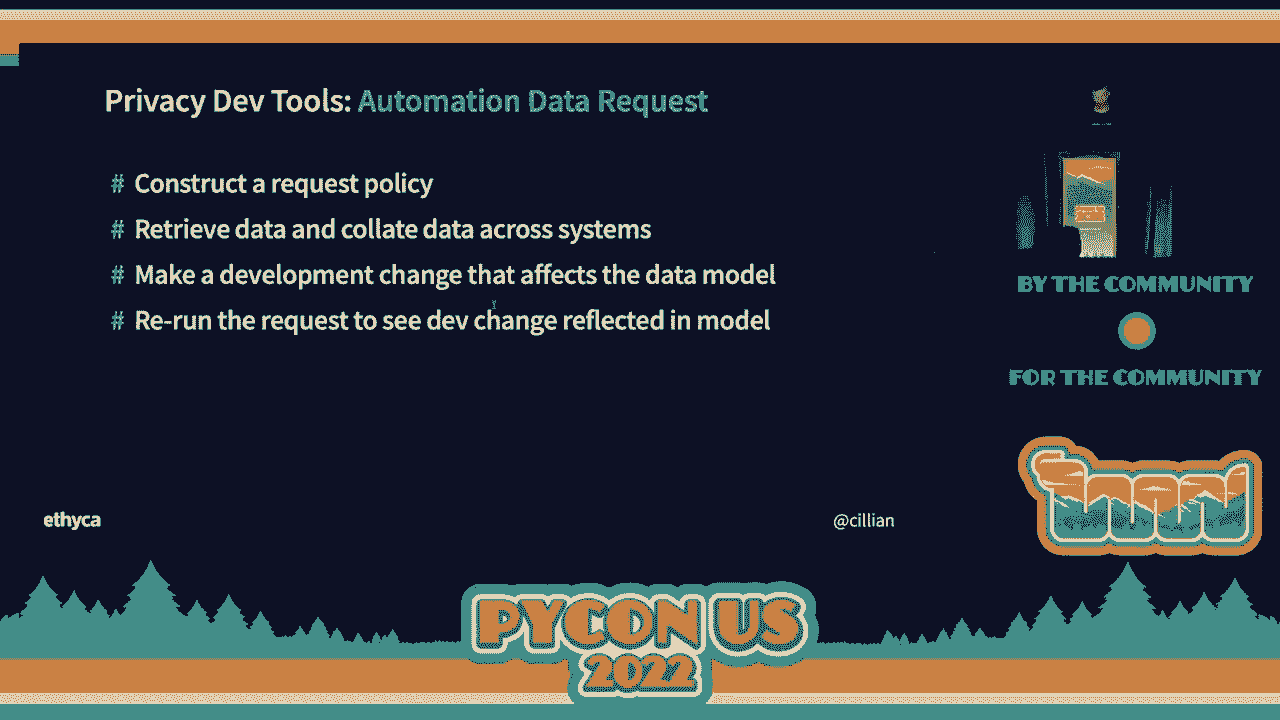 Privacy Dev Tools: Automation Data Request
# Construct a request policy
# Retrieve data and collate data across systems
# Make a development change that affects the data model
# Re-run the request to see dev change reflected in model
BY THE COMMUNITY
FOR THE COMMUNITY
ethyca
@cillian
PYCON US
2022